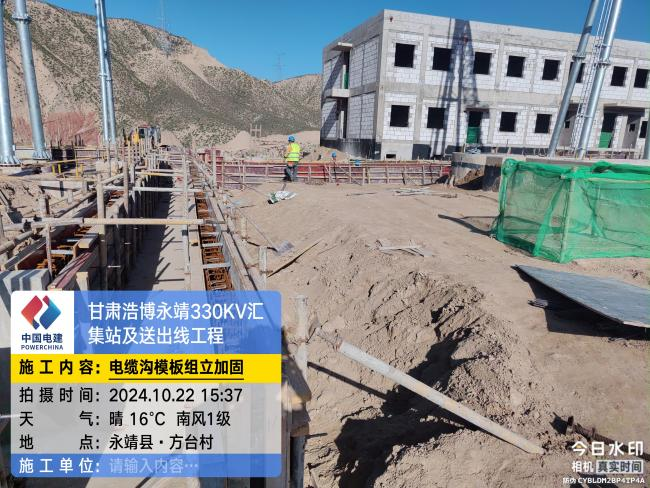 中国电建
POWERCHINA
甘肃浩博永靖330KV汇
集站及送出线工程
施工内容：电缆沟模板组立加固
拍摄时间：2024.10.22 15:37
天气：晴 16℃ 南风1级
地点：永靖县·方台村
施工单位：请输入内容…
今日水印
相机 真实时间
防伪 CYBLDM2BP4IP4A